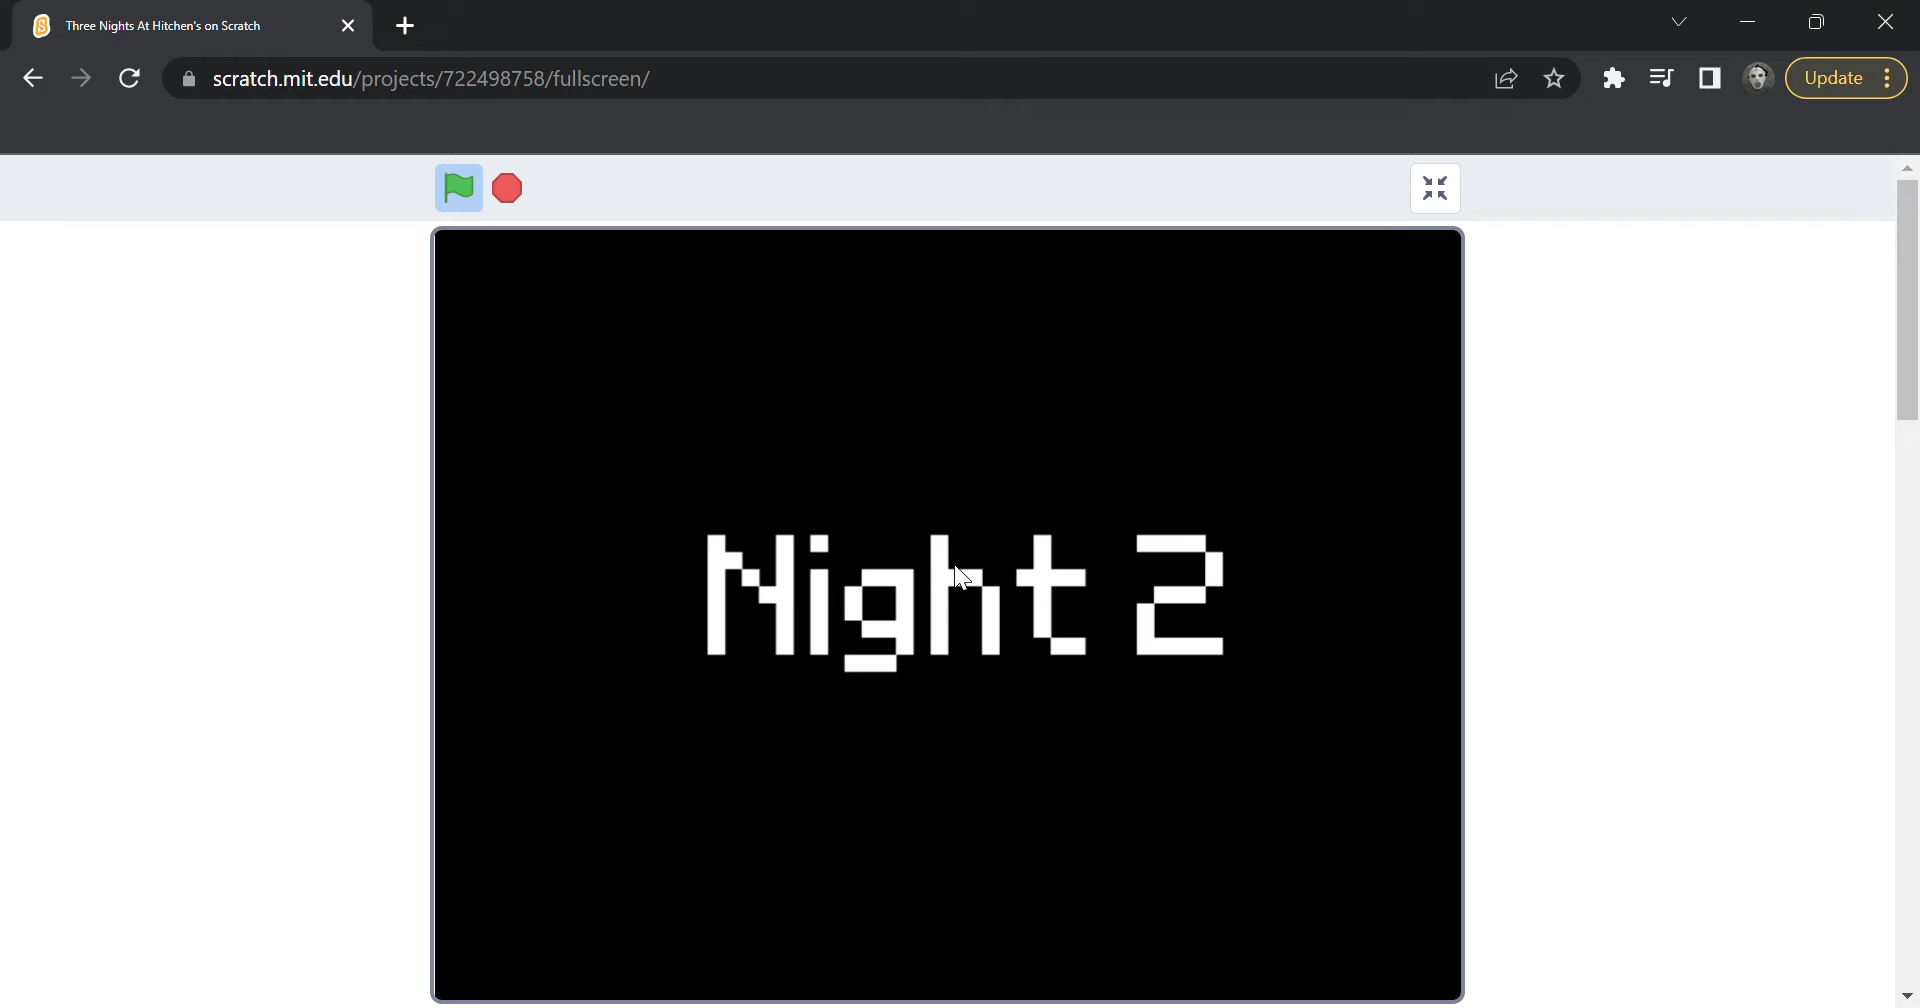 Three Nights At Hitchen's on Scratch
scratch.mit.edu/projects/722498758/fullscreen/
Update
Night 2